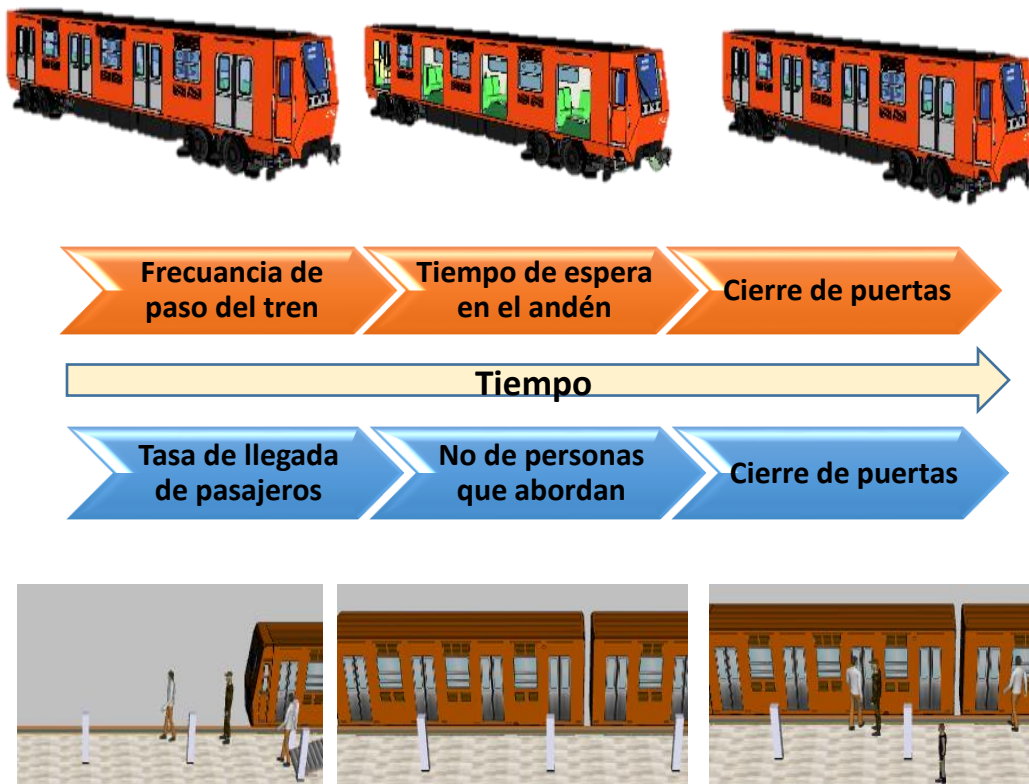 Frecuancia de
paso del tren
Tiempo de espera
en el andén
Cierre de puertas
Tiempo
Tasa de llegada
de pasajeros
No de personas
que abordan
Cierre de puertas